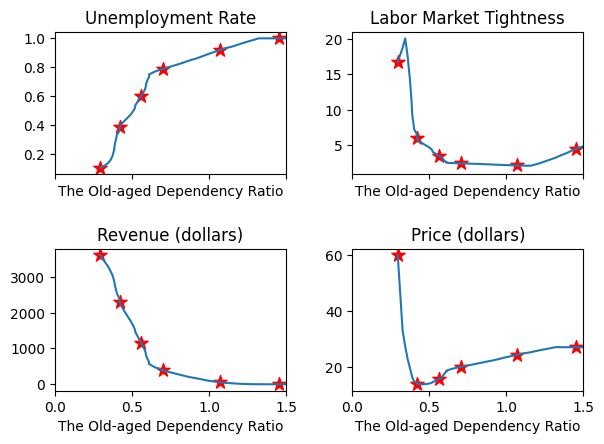 Unemployment Rate
Labor Market Tightness
1.0
0.8
0.6
0.4
0.2
20
15
10
5
The Old-aged Dependency Ratio
The Old-aged Dependency Ratio
Revenue (dollars)
Price (dollars)
3000
2000
1000
0
60
40
20
0.0 0.5 1.0 1.5
0.0 0.5 1.0 1.5
The Old-aged Dependency Ratio
The Old-aged Dependency Ratio